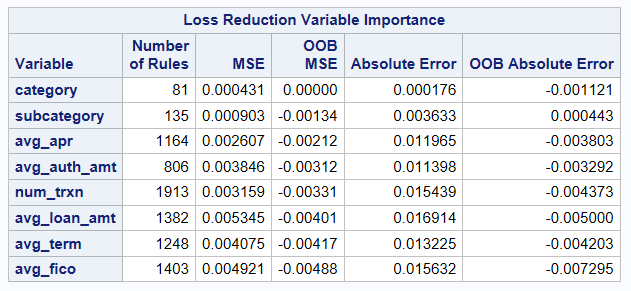 Loss Reduction Variable Importance
Variable Number of Rules MSE OOB MSE Absolute Error OOB Absolute Error
category 81 0.000431 0.00000 0.000176 -0.001121
subcategory 135 0.000903 -0.00134 0.003633 0.000443
avg_apr 1164 0.002607 -0.00212 0.011965 -0.003803
avg_auth_amt 806 0.003846 -0.00312 0.011398 -0.003292
num_trxn 1913 0.003159 -0.00331 0.015439 -0.004373
avg_loan_amt 1382 0.005345 -0.00401 0.016914 -0.005000
avg_term 1248 0.004075 -0.00417 0.013225 -0.004203
avg_fico 1403 0.004921 -0.00488 0.015632 -0.007295